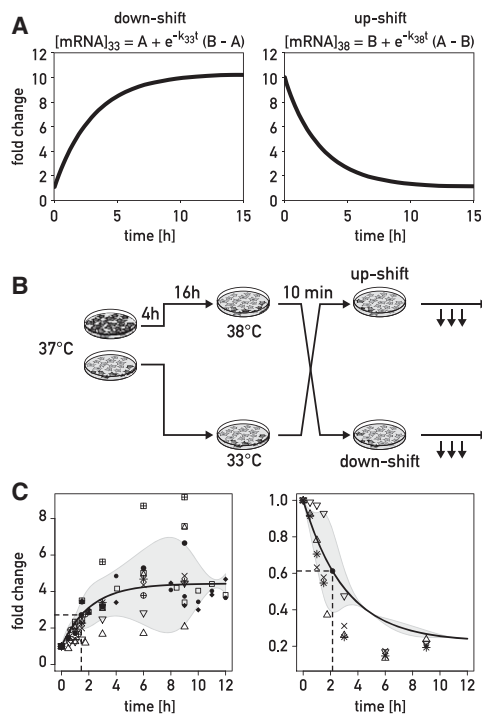 A
down-shift
[mRNA]33 = A + e-k33t (B - A)
up-shift
[mRNA]38 = B + e-k38t (A - B)
fold change
12
10
8
6
4
2
0
0 5 10 15
time [h]
12
10
8
6
4
2
0
0 5 10 15
time [h]
B
37°C
4h
16h
38°C
33°C
10 min
up-shift
down-shift
C
fold change
8
6
4
2
0
0 2 4 6 8 10 12
time [h]
1.0
0.8
0.6
0.4
0.2
0 2 4 6 8 10 12
time [h]